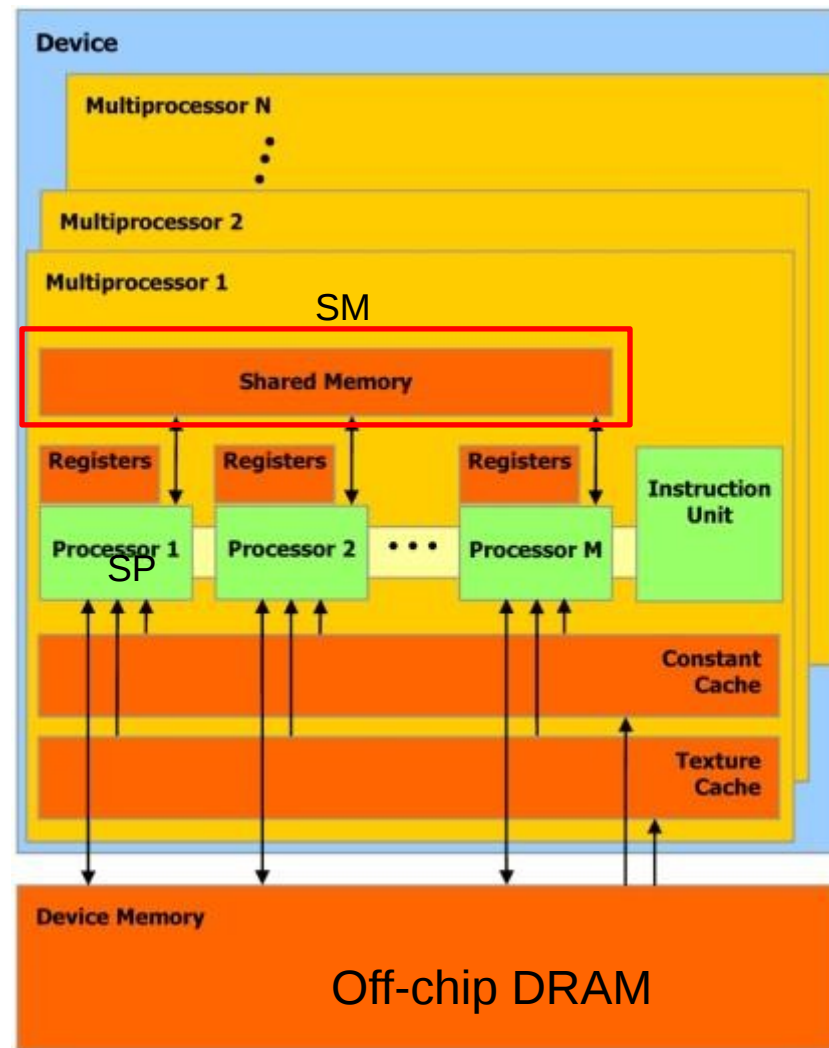 Device
Multiprocessor N
Multiprocessor 2
Multiprocessor 1
SM
Shared Memory
Registers
Registers
Registers
Instruction
Unit
Processor 1
Processor 2
Processor M
SP
Constant
Cache
Texture
Cache
Device Memory
Off-chip DRAM